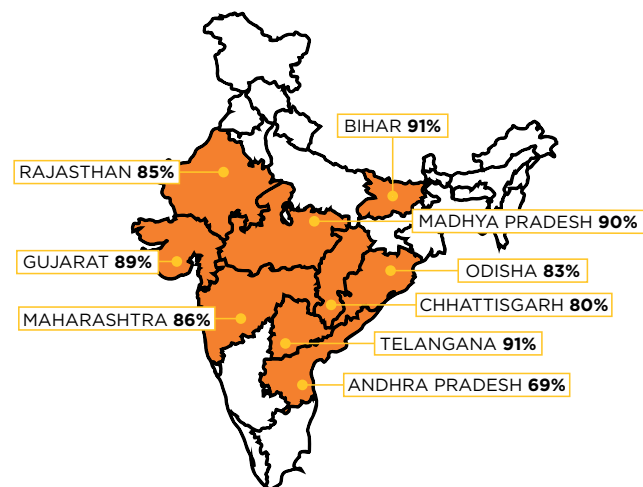 BIHAR 91%
RAJASTHAN 85%
MADHYA PRADESH 90%
GUJARAT 89%
ODISHA 83%
CHHATTISGARH 80%
MAHARASHTRA 86%
TELANGANA 91%
ANDHRA PRADESH 69%